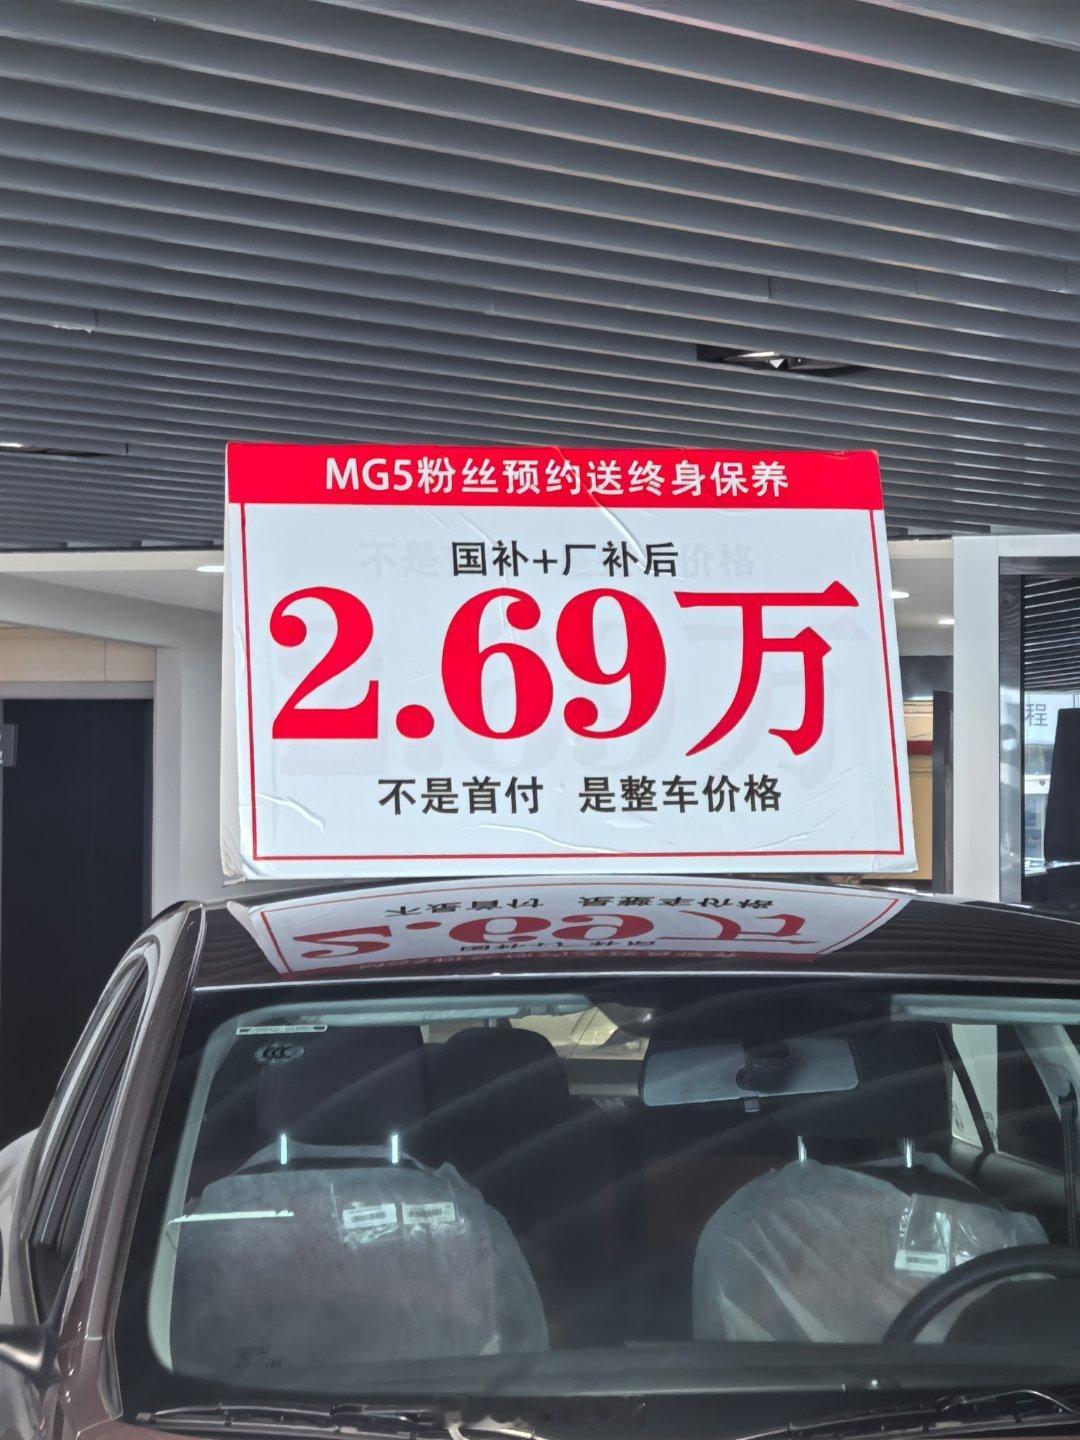 MG5粉丝预约送终身保养
国补+厂补后
2.69万
不是首付 是整车价格
程